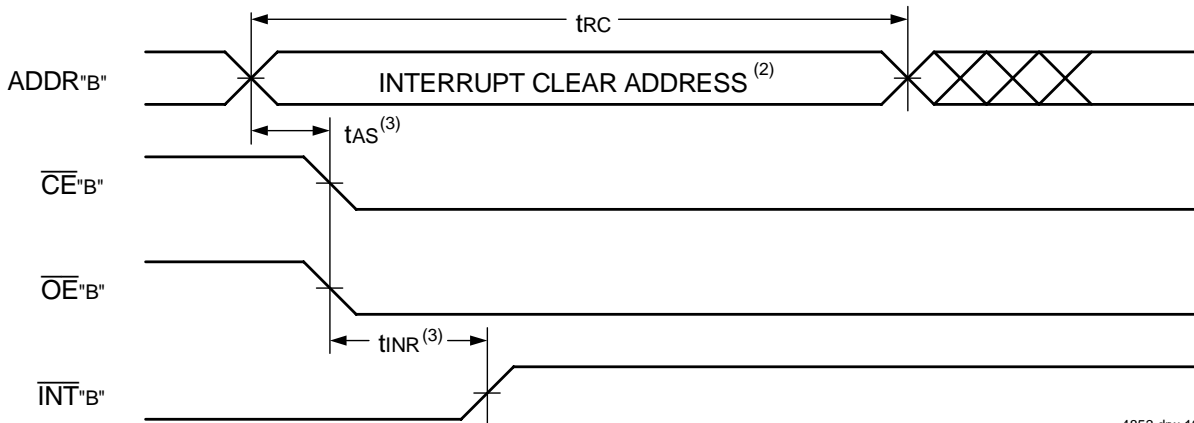 tRC
ADDR"B"
INTERRUPT CLEAR ADDRESS (2)
tAS(3)
CE"B"
OE"B"
tINR(3)
INT"B"